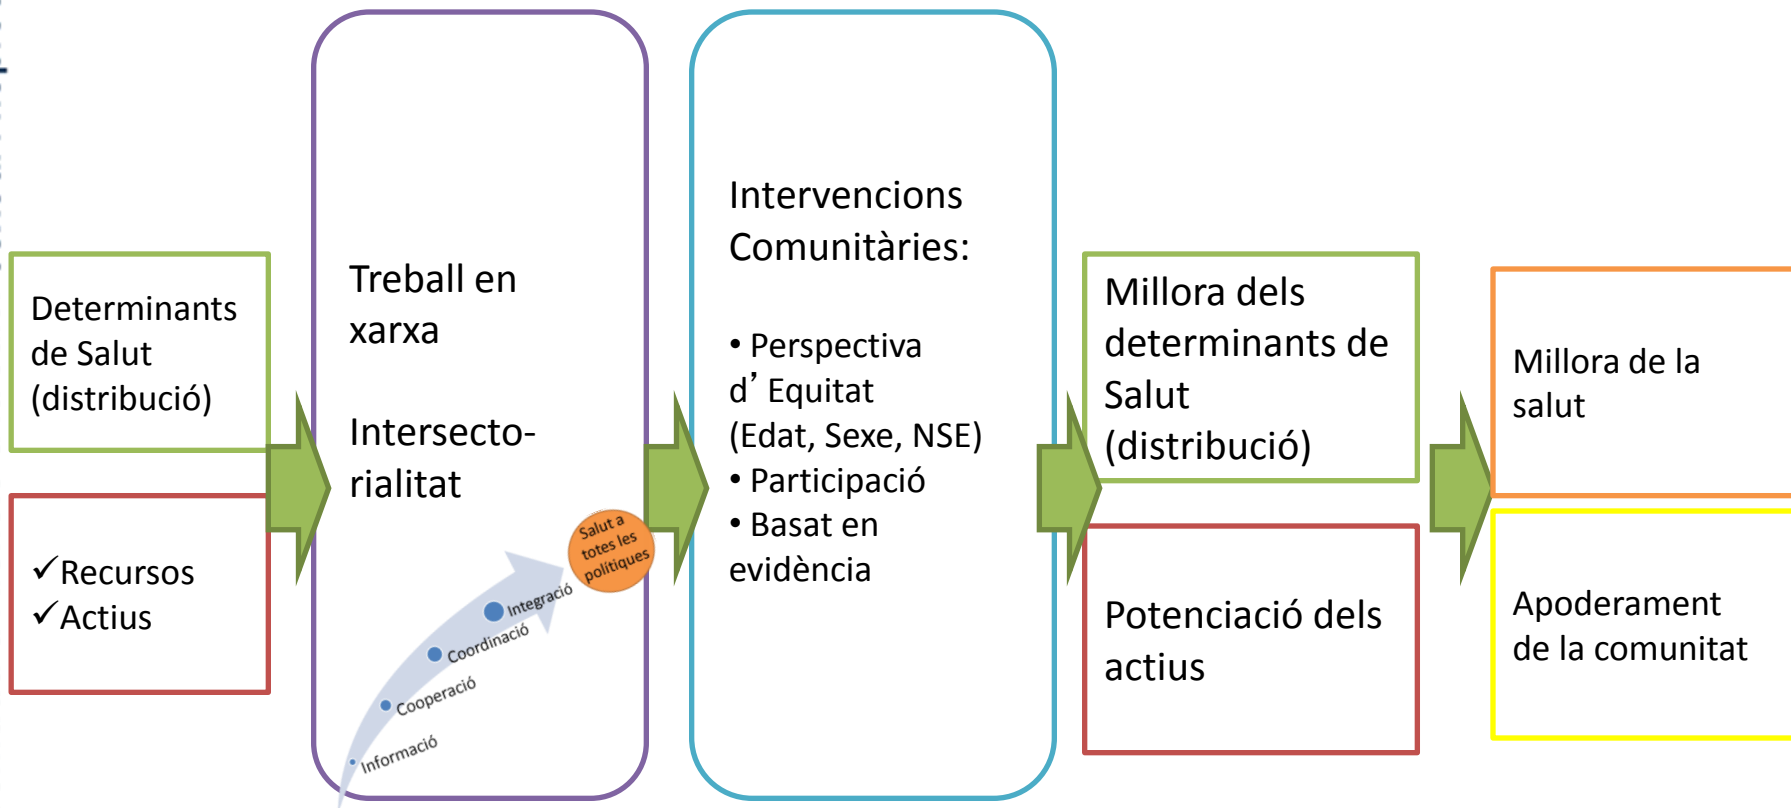 Determinants
de Salut
(distribució)
✓Recursos
✓Actius
Treball en
xarxa
Intersecto-
rialitat
Salut a
totes les
polítiques
Integració
Coordinació
Cooperació
Informació
Intervencions
Comunitàries:
• Perspectiva
d’ Equitat
(Edat, Sexe, NSE)
• Participació
• Basat en
evidència
Millora dels
determinants de
Salut
(distribució)
Potenciació dels
actius
Millora de la
salut
Apoderament
de la comunitat